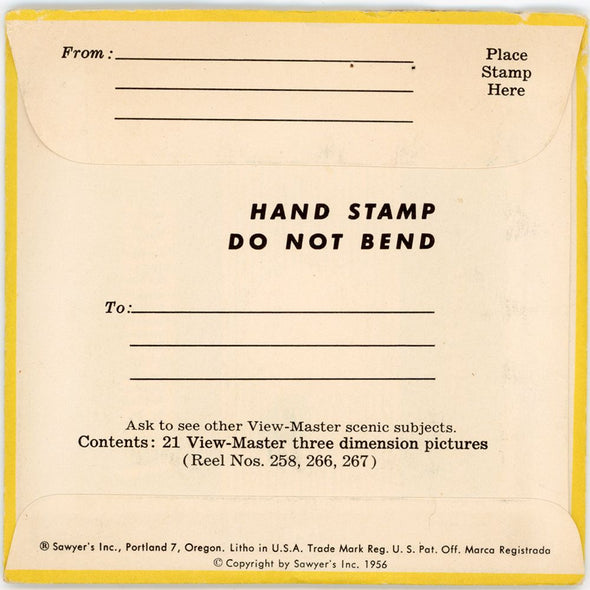 From:
Place
Stamp
Here
HAND STAMP
DO NOT BEND
To:
Ask to see other View-Master scenic subjects.
Contents: 21 View-Master three dimension pictures
(Reel Nos. 258, 266, 267)
® Sawyer's Inc., Portland 7, Oregon. Litho in U.S.A. Trade Mark Reg. U. S. Pat. Off. Marca Registrada
© Copyright by Sawyer's Inc. 1956